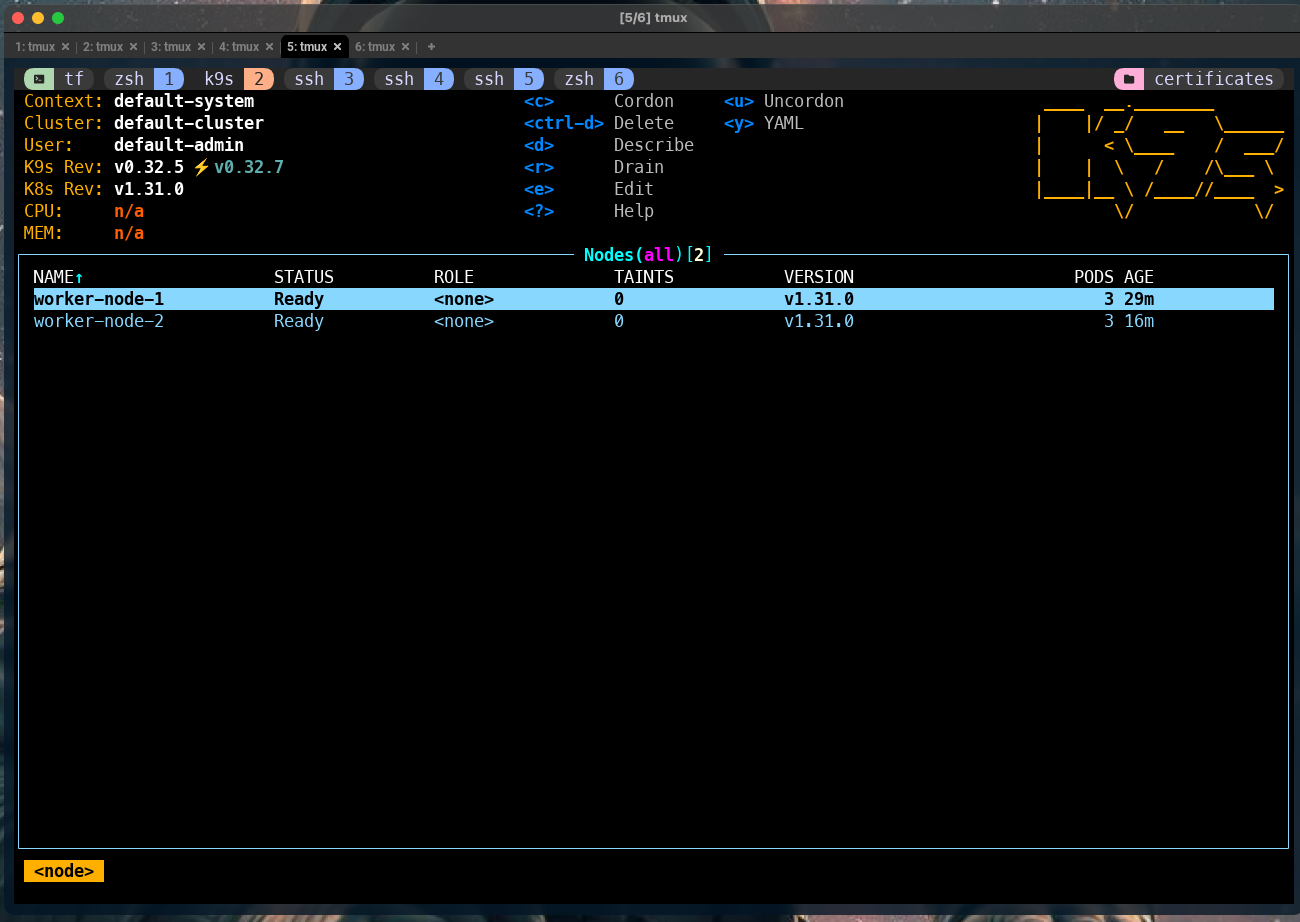 [5/6] tmux
1: tmux × 2: tmux × 3: tmux × 4: tmux × 5: tmux × 6: tmux × +
tf zsh 1 k9s 2 ssh 3 ssh 4 ssh 5 zsh 6 certificates
Context: default-system <c> Cordon <u> Uncordon
Cluster: default-cluster <ctrl-d> Delete <y> YAML
User: default-admin <d> Describe
K9s Rev: v0.32.5 ⚡v0.32.7 <r> Drain
K8s Rev: v1.31.0 <e> Edit
CPU: n/a <?> Help
MEM: n/a
Nodes(all)[2]
NAME↑ STATUS ROLE TAINTS VERSION PODS AGE
worker-node-1 Ready <none> 0 v1.31.0 3 29m
worker-node-2 Ready <none> 0 v1.31.0 3 16m
<node>